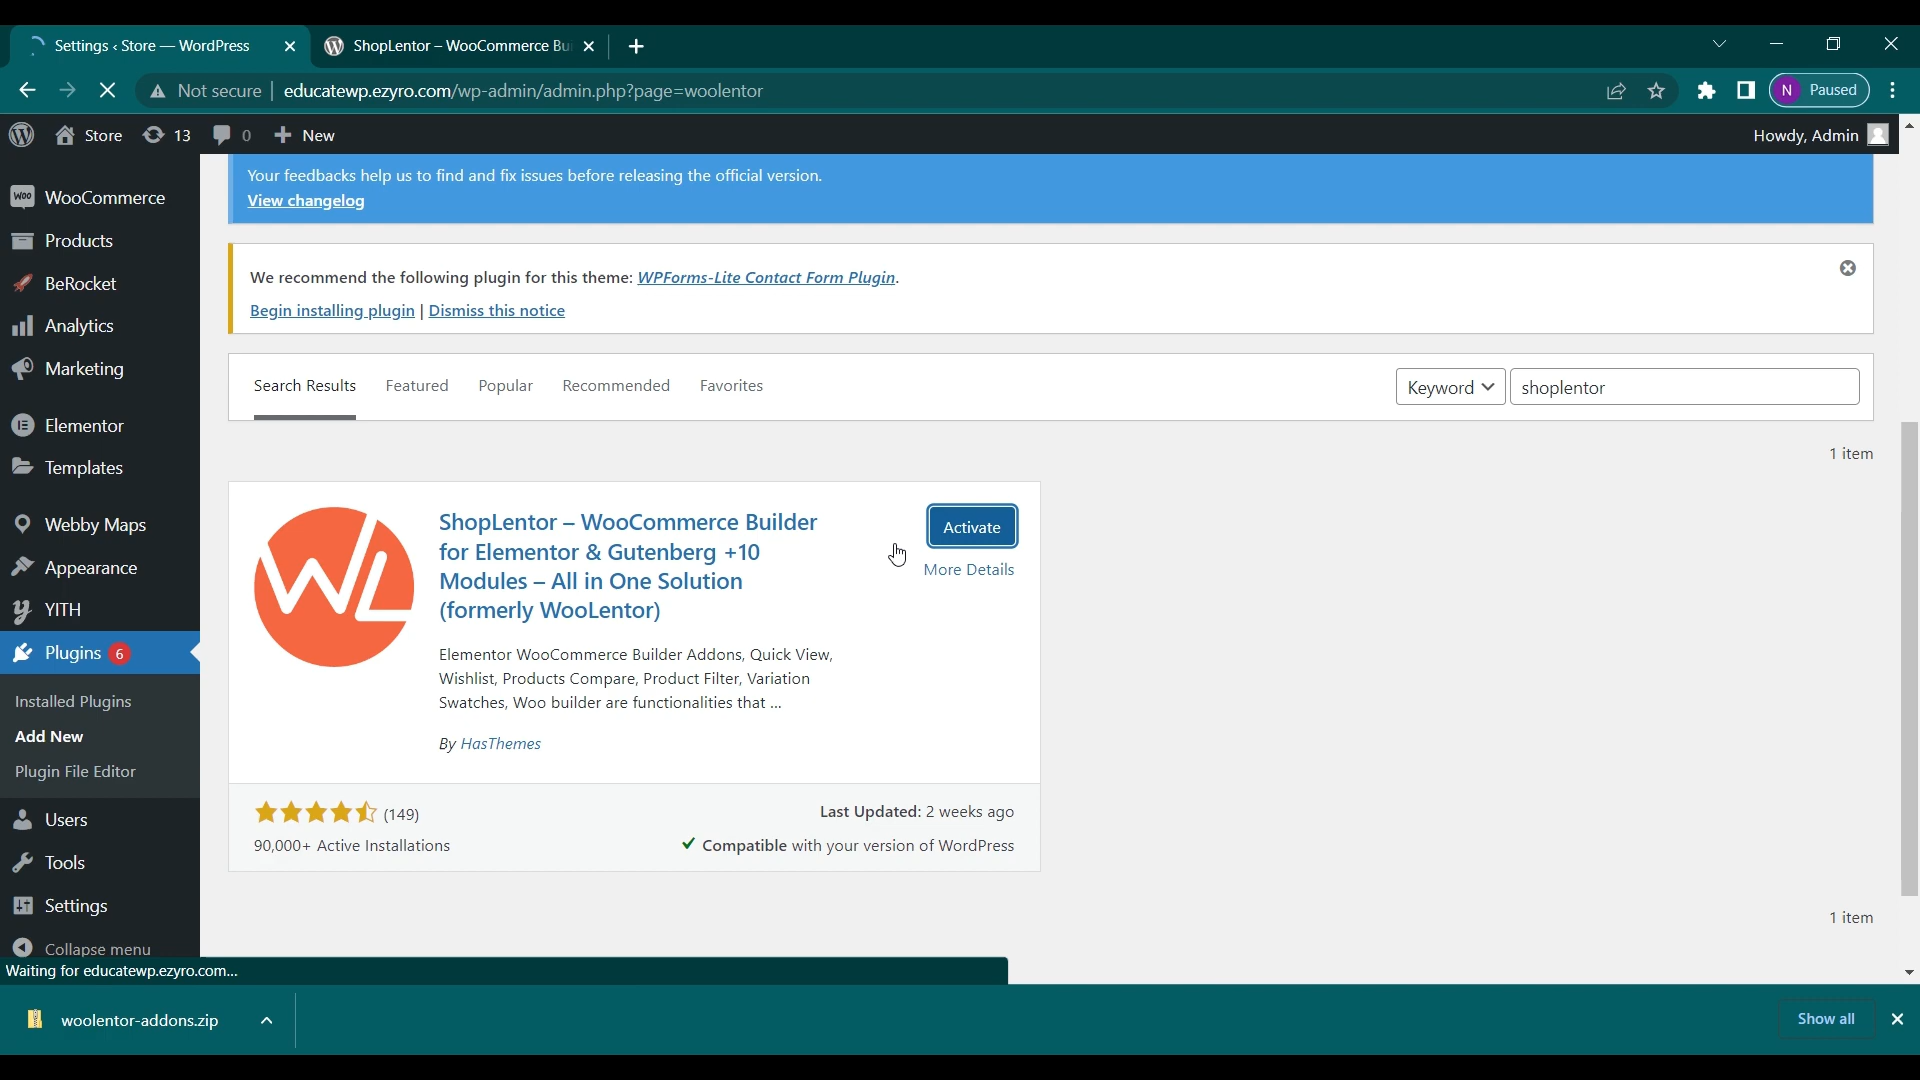 Settings ‹ Store — WordPress
ShopLentor – WooCommerce Bu
Not secure
educatewp.ezyro.com/wp-admin/admin.php?page=woolentor
N Paused
Store 13 0 New
Howdy, Admin
WooCommerce
Products
BeRocket
Analytics
Marketing
Elementor
Templates
Webby Maps
Appearance
YITH
Plugins 6
Installed Plugins
Add New
Plugin File Editor
Users
Tools
Settings
Collapse menu
Your feedbacks help us to find and fix issues before releasing the official version.
View changelog
We recommend the following plugin for this theme: WPForms-Lite Contact Form Plugin.
Begin installing plugin | Dismiss this notice
Search Results Featured Popular Recommended Favorites
Keyword shoplentor
1 item
WL
ShopLentor – WooCommerce Builder
for Elementor & Gutenberg +10
Modules – All in One Solution
(formerly WooLentor)
Activate
More Details
Elementor WooCommerce Builder Addons, Quick View,
Wishlist, Products Compare, Product Filter, Variation
Swatches, Woo builder are functionalities that ...
By HasThemes
(149)
90,000+ Active Installations
Last Updated: 2 weeks ago
Compatible with your version of WordPress
1 item
Waiting for educatewp.ezyro.com...
woolentor-addons.zip
Show all